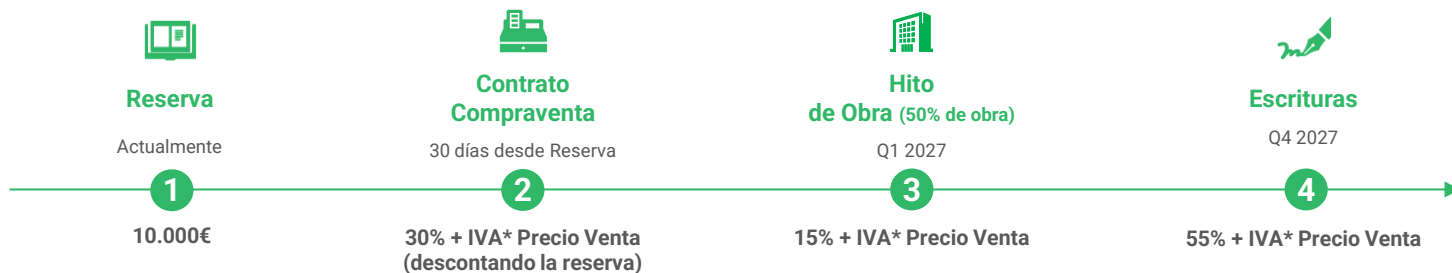 Reserva
Actualmente
1
10.000€
Contrato
Compraventa
30 días desde Reserva
2
30% + IVA* Precio Venta
(descontando la reserva)
Hito
de Obra (50% de obra)
Q1 2027
3
15% + IVA* Precio Venta
Escrituras
Q4 2027
4
55% + IVA* Precio Venta